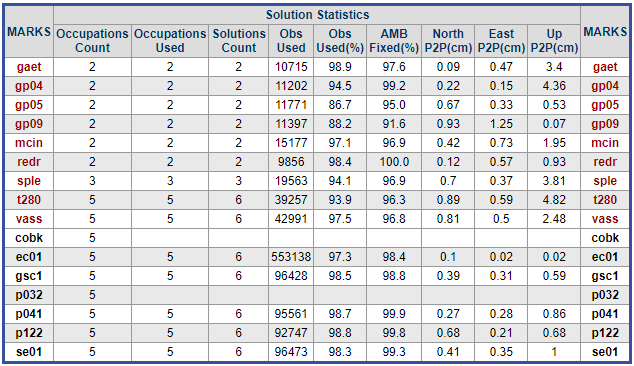 MARKS Solution Statistics MARKS
Occupations Occupations Solutions Obs Obs AMB North East Up
Count Used Count Used Used(%) Fixed(%) P2P(cm) P2P(cm) P2P(cm)
gaet 2 2 2 10715 98.9 97.6 0.09 0.47 3.4 gaet
gp04 2 2 2 11202 94.5 99.2 0.22 0.15 4.36 gp04
gp05 2 2 2 11771 86.7 95.0 0.67 0.33 0.53 gp05
gp09 2 2 2 11397 88.2 91.6 0.93 1.25 0.07 gp09
mcin 2 2 2 15177 97.1 96.9 0.42 0.73 1.95 mcin
redr 2 2 2 9856 98.4 100.0 0.12 0.57 0.93 redr
sple 3 3 3 19563 94.1 96.9 0.7 0.37 3.81 sple
t280 5 5 6 39257 93.9 96.3 0.89 0.59 4.82 t280
vass 5 5 6 42991 97.5 96.8 0.81 0.5 2.48 vass
cobk 5 cobk
ec01 5 5 6 553138 97.3 98.4 0.1 0.02 0.02 ec01
gsc1 5 5 6 96428 98.5 98.8 0.39 0.31 0.59 gsc1
p032 5 p032
p041 5 5 6 95561 98.7 99.9 0.27 0.28 0.86 p041
p122 5 5 6 92747 98.8 99.8 0.68 0.21 0.68 p122
se01 5 5 6 96473 98.3 99.3 0.41 0.35 1 se01